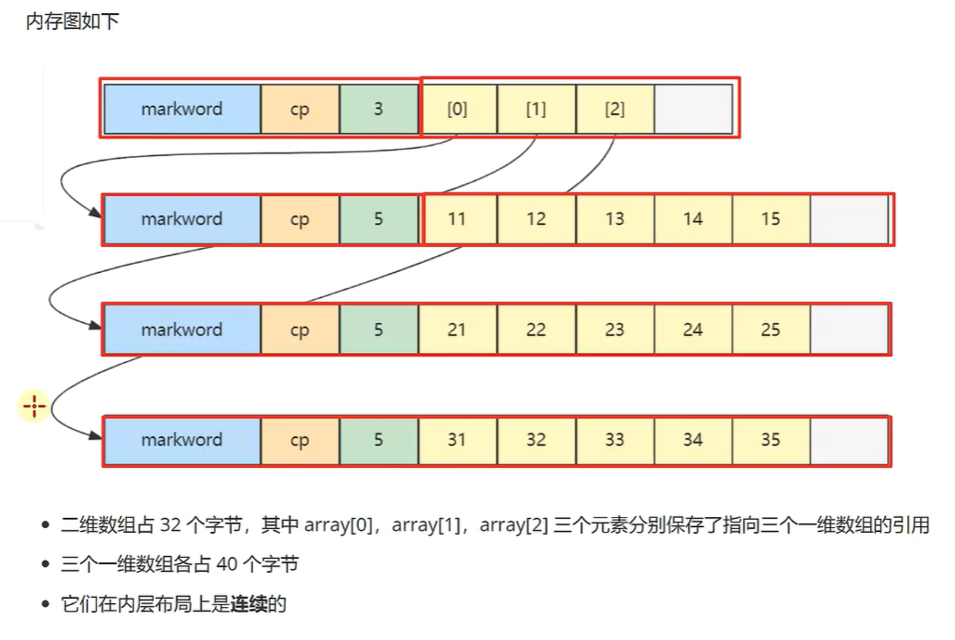 内存图如下
markword cp 3 [0] [1] [2]
markword cp 5 11 12 13 14 15
markword cp 5 21 22 23 24 25
markword cp 5 31 32 33 34 35
• 二维数组占 32 个字节，其中 array[0]，array[1]，array[2] 三个元素分别保存了指向三个一维数组的引用
• 三个一维数组各占 40 个字节
• 它们在内层布局上是连续的